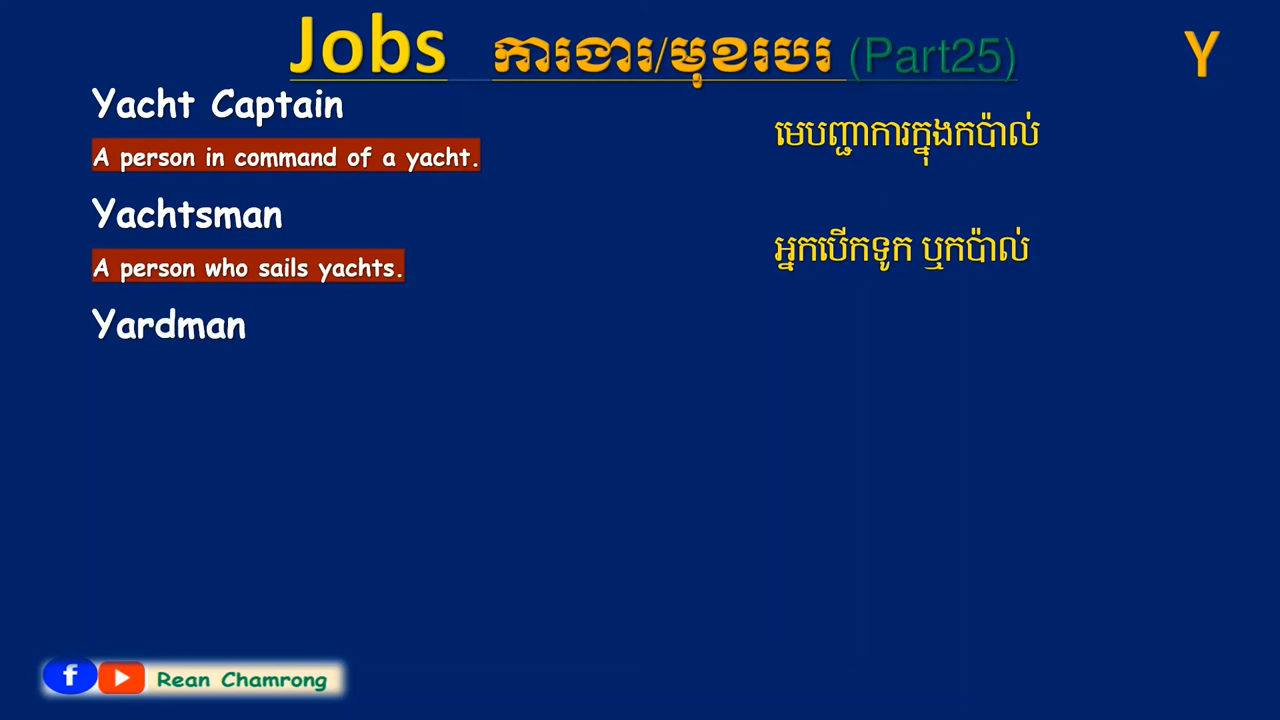 Jobs ការងារ/មុខរបរ (Part25) Y
Yacht Captain
មេបញ្ជាការក្នុងកប៉ាល់
A person in command of a yacht.
Yachtsman
អ្នកបើកទូក ឬកប៉ាល់
A person who sails yachts.
Yardman
f Rean Chamrong